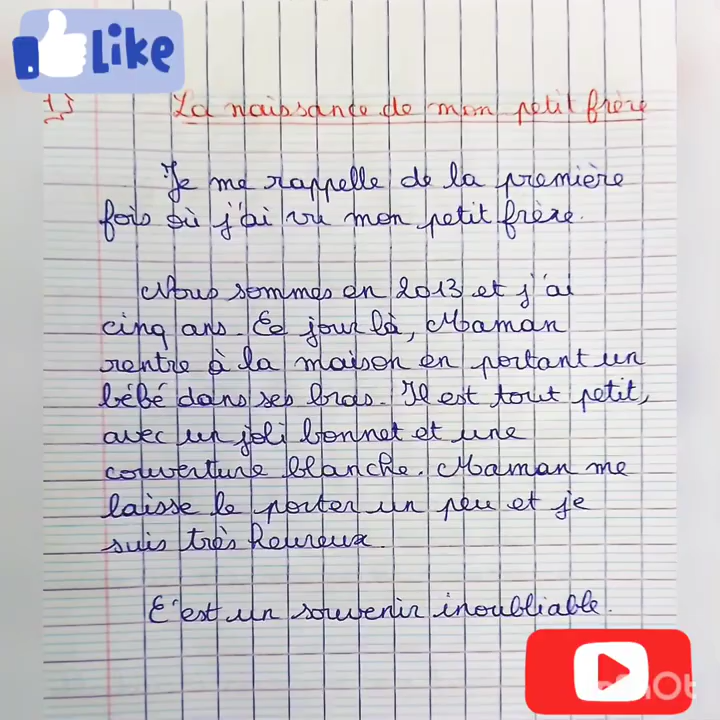 LiKe
1}
La naissance de mon petit frère
Je me rappelle de la première
fois où j'ai vu mon petit frère.
Nous sommes en 2013 et j'ai
cinq ans. Ce jour là, Maman
rentre à la maison en portant un
bébé dans ses bras. Il est tout petit,
avec un joli bonnet et une
couverture blanche. Maman me
laisse le porter un peu et je
suis très heureux.
C'est un souvenir inoubliable.